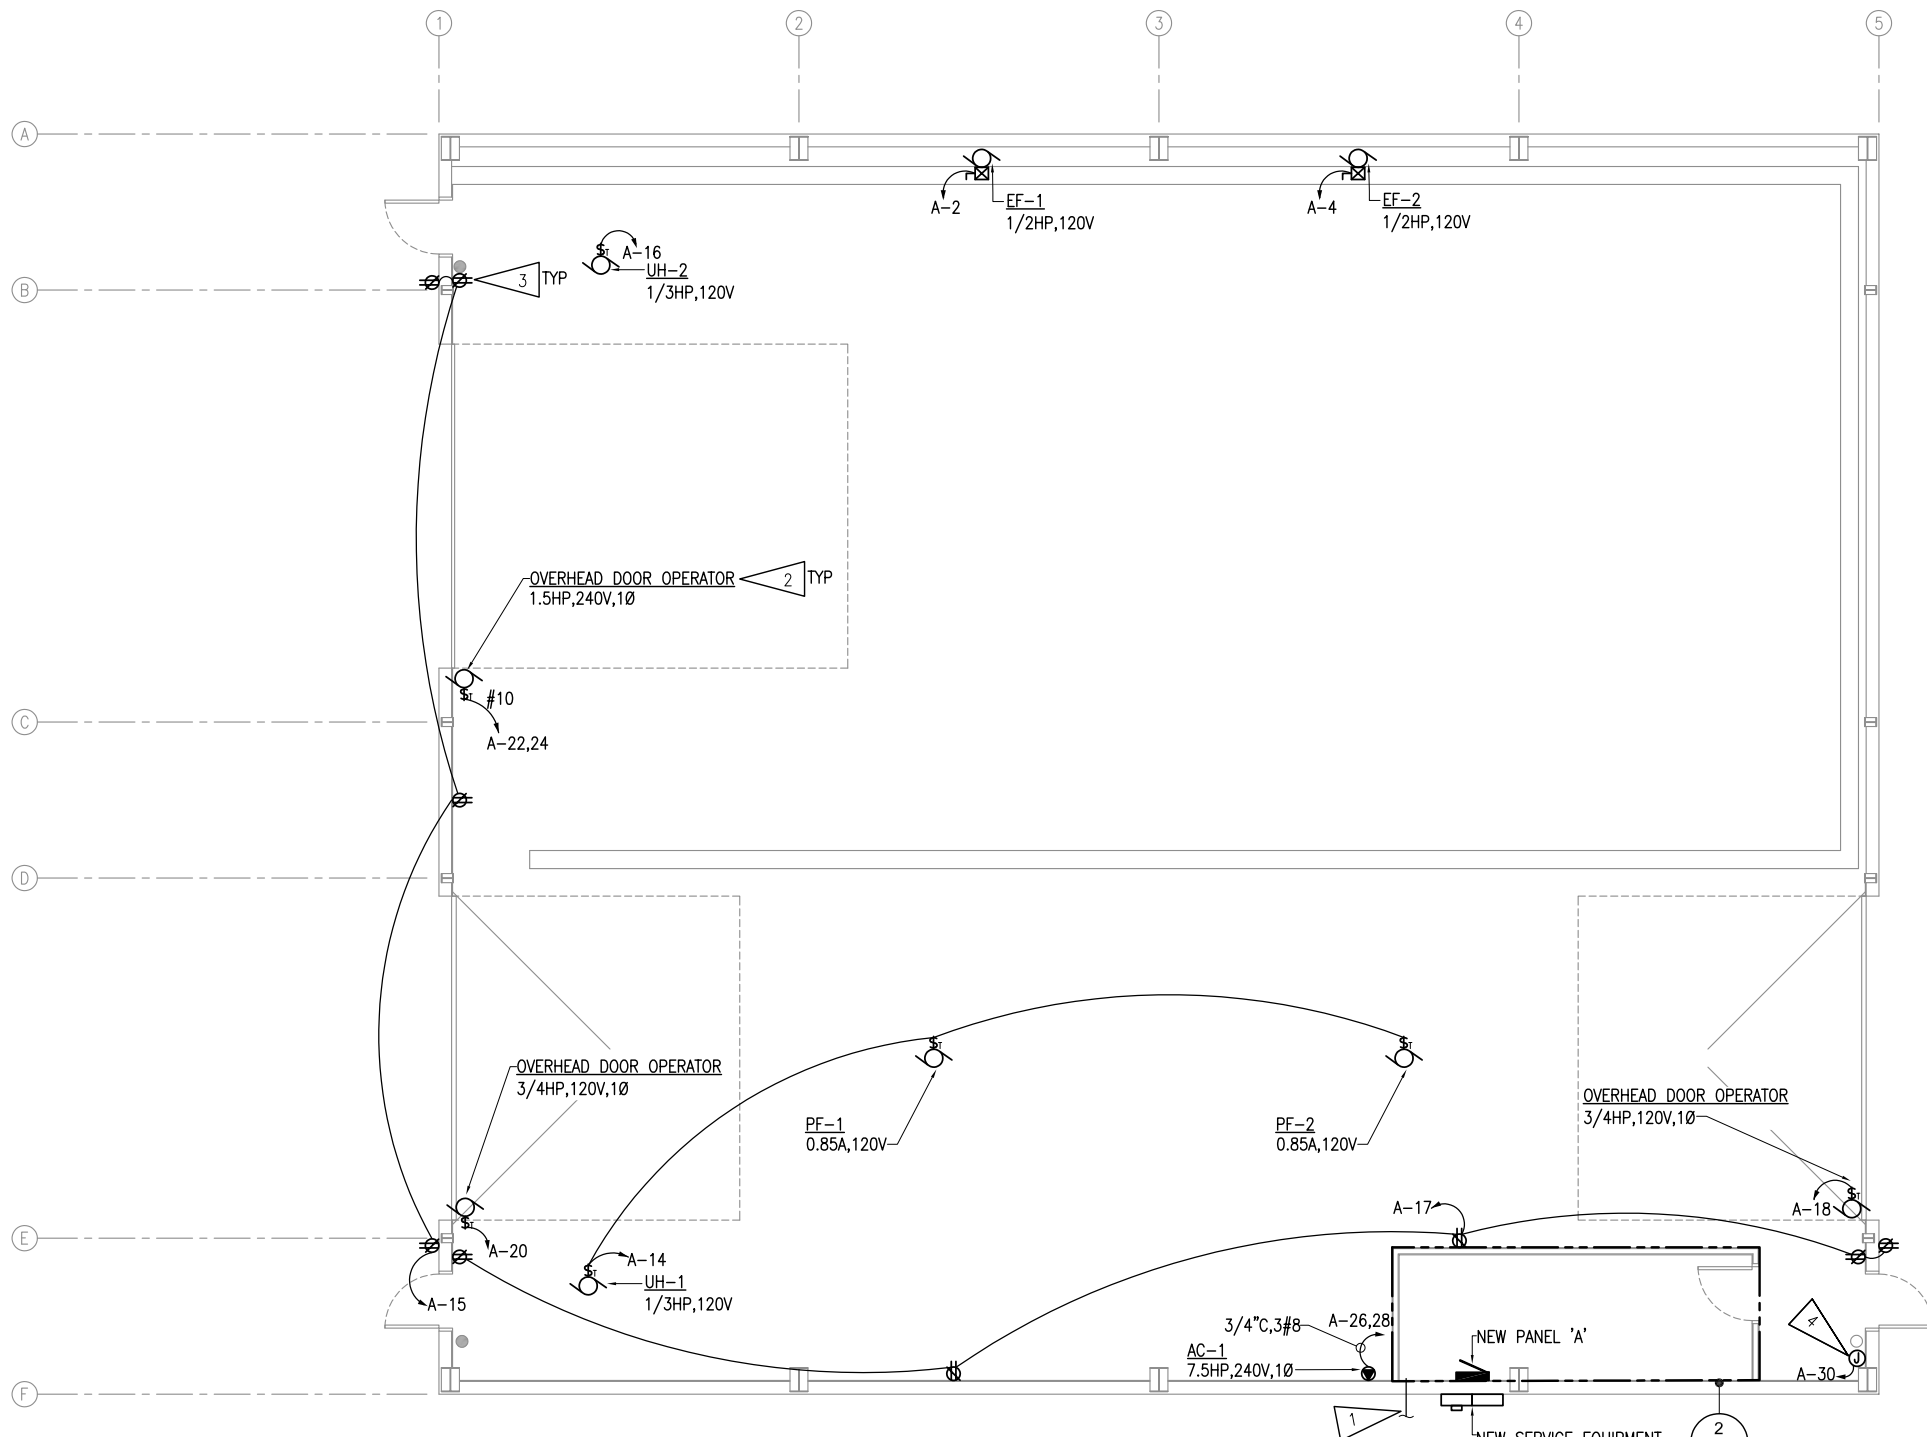 1
2
3
4
5
A
A-2
EF-1
1/2HP,120V
A-4
EF-2
1/2HP,120V
$T
A-16
UH-2
1/3HP,120V
3
TYP
B
OVERHEAD DOOR OPERATOR
1.5HP,240V,1Ø
2
TYP
$T
#10
A-22,24
C
D
$T
$T
OVERHEAD DOOR OPERATOR
3/4HP,120V,1Ø
PF-1
0.85A,120V
PF-2
0.85A,120V
OVERHEAD DOOR OPERATOR
3/4HP,120V,1Ø
$T
A-18
A-17
E
$T
A-20
$T
A-14
UH-1
1/3HP,120V
A-15
3/4"C,3#8
A-26,28
AC-1
7.5HP,240V,1Ø
NEW PANEL 'A'
4
J
A-30
F
1
2
NEW SERVICE EQUIPMENT